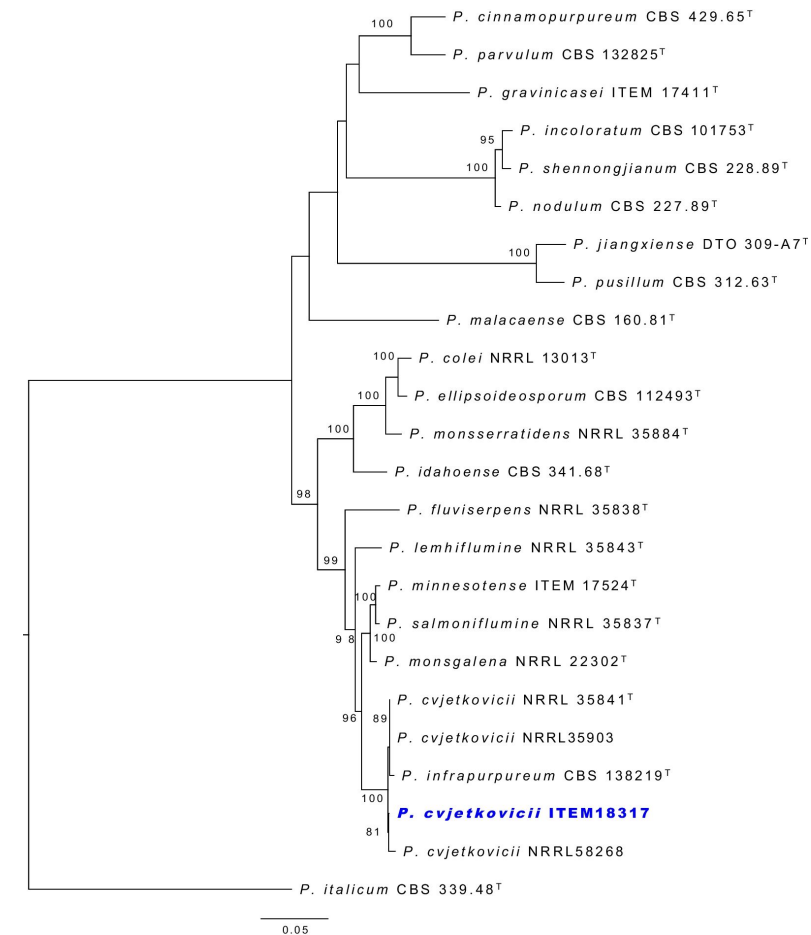 100
P. cinnamopurpureum CBS 429.65ᵀ
P. parvulum CBS 132825ᵀ
P. gravinicasei ITEM 17411ᵀ
P. incoloratum CBS 101753ᵀ
95
100
P. shennongjianum CBS 228.89ᵀ
P. nodulum CBS 227.89ᵀ
P. jiangxiense DTO 309-A7ᵀ
100
P. pusillum CBS 312.63ᵀ
P. malacaense CBS 160.81ᵀ
100
P. colei NRRL 13013ᵀ
100
P. ellipsoideosporum CBS 112493ᵀ
100
P. monsserratidens NRRL 35884ᵀ
P. idahoense CBS 341.68ᵀ
98
P. fluviserpens NRRL 35838ᵀ
P. lemhiflumine NRRL 35843ᵀ
99
P. minnesotense ITEM 17524ᵀ
100
P. salmoniflumine NRRL 35837ᵀ
9 8
100
P. monsgalena NRRL 22302ᵀ
P. cvjetkovicii NRRL 35841ᵀ
96
89
P. cvjetkovicii NRRL35903
P. infrapurpureum CBS 138219ᵀ
100
P. cvjetkovicii ITEM18317
81
P. cvjetkovicii NRRL58268
P. italicum CBS 339.48ᵀ
0.05